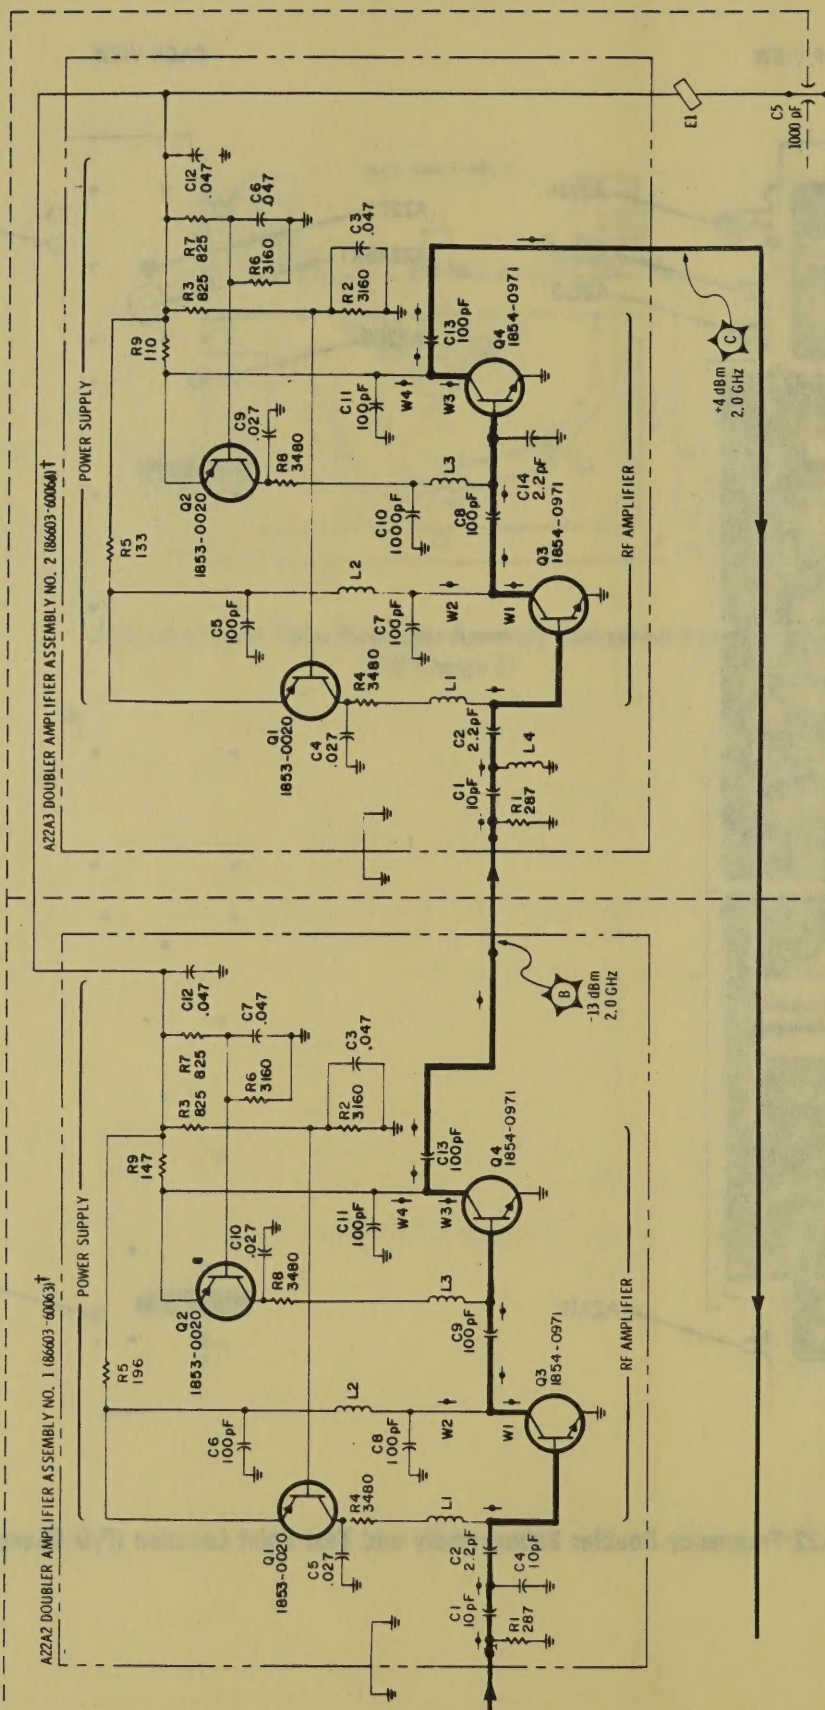 A22A2 DOUBLER AMPLIFIER ASSEMBLY NO. 1 (86603-60063)†
POWER SUPPLY
R5
196
R9
147
C12
.047
R7
825
R3
825
C7
.047
R6
3160
C3
.047
R2
3160
Q2
1853-0020
C10
.027
R8
3480
C11
100pF
W4
C13
100pF
W3
Q4
1854-0971
C6
100pF
L2
C8
100pF
W2
L3
C9
100pF
W1
Q3
1854-0971
Q1
1853-0020
C5
.027
R4
3480
L1
C2
2.2pF
C4
10pF
C1
10pF
R1
287
RF AMPLIFIER
B
-13 dBm
2.0 GHz
A22A3 DOUBLER AMPLIFIER ASSEMBLY NO. 2 (86603-60064)†
POWER SUPPLY
R5
133
R9
110
C12
.047
R7
825
R3
825
C6
.047
R6
3160
C3
.047
R2
3160
Q2
1853-0020
C9
.027
R8
3480
C11
100pF
W4
C13
100pF
W3
Q4
1854-0971
C5
100pF
L2
C7
100pF
W2
C10
1000pF
L3
C8
100pF
C14
2.2pF
W1
Q3
1854-0971
Q1
1853-0020
C4
.027
R4
3480
L1
C2
2.2pF
L4
C1
10pF
R1
287
RF AMPLIFIER
E1
C5
1000 pF
C
+4 dBm
2.0 GHz